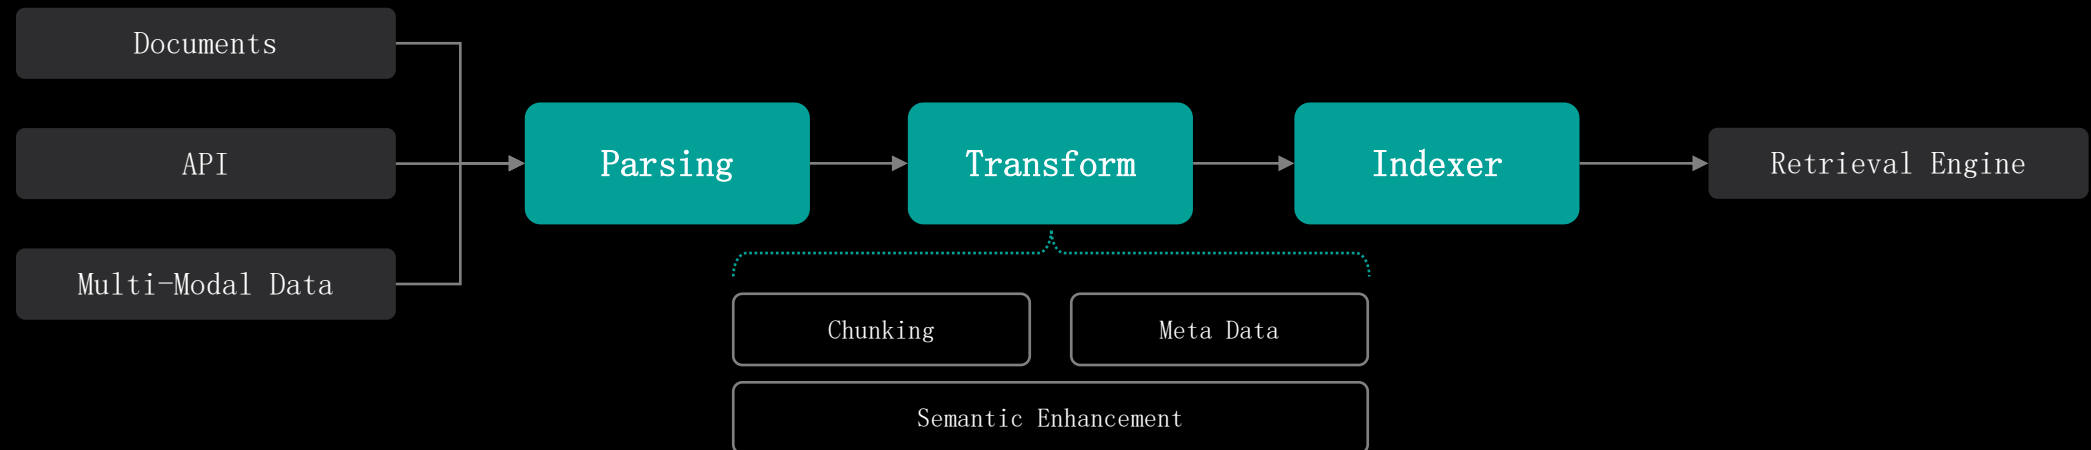 Documents
API
Multi-Modal Data
Parsing
Transform
Indexer
Retrieval Engine
Chunking
Meta Data
Semantic Enhancement